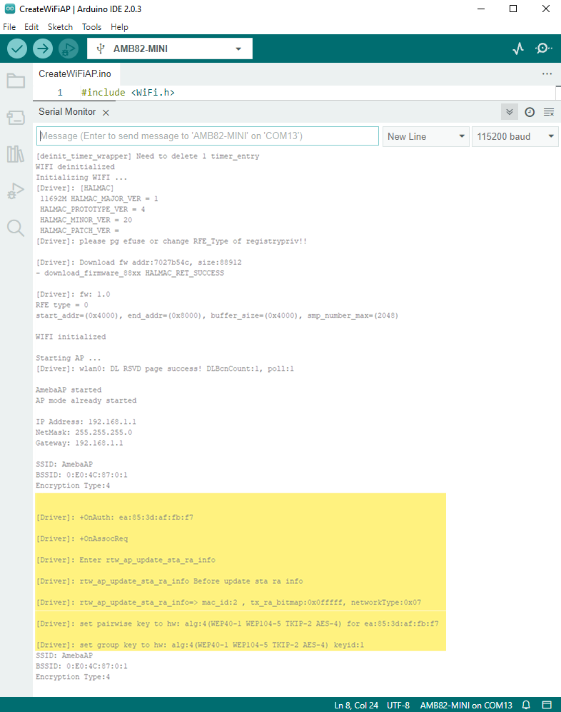 CreateWiFiAP | Arduino IDE 2.0.3
File Edit Sketch Tools Help
AMB82-MINI
CreateWiFiAP.ino
1 #include <WiFi.h>
Serial Monitor
Message (Enter to send message to 'AMB82-MINI' on 'COM13')
New Line
115200 baud
[deinit_timer_wrapper] Need to delete 1 timer_entry
WIFI deinitialized
Initializing WIFI ...
[Driver]: [HALMAC]
11692M HALMAC_MAJOR_VER = 1
HALMAC_PROTOTYPE_VER = 4
HALMAC_MINOR_VER = 20
HALMAC_PATCH_VER =
[Driver]: please pg efuse or change RFE_Type of registrypriv!!
[Driver]: Download fw addr:7027b54c, size:88912
- download_firmware_88xx HALMAC_RET_SUCCESS
[Driver]: fw: 1.0
RFE type = 0
start_addr=(0x4000), end_addr=(0x8000), buffer_size=(0x4000), smp_number_max=(2048)
WIFI initialized
Starting AP ...
[Driver]: wlan0: DL RSVD page success! DLBcnCount:1, poll:1
AmebaAP started
AP mode already started
IP Address: 192.168.1.1
NetMask: 255.255.255.0
Gateway: 192.168.1.1
SSID: AmebaAP
BSSID: 0:E0:4C:87:0:1
Encryption Type:4
[Driver]: +OnAuth: ea:85:3d:af:fb:f7
[Driver]: +OnAssocReq
[Driver]: Enter rtw_ap_update_sta_ra_info
[Driver]: rtw_ap_update_sta_ra_info Before update sta ra info
[Driver]: rtw_ap_update_sta_ra_info=> mac_id:2 , tx_ra_bitmap:0x0fffff, networkType:0x07
[Driver]: set pairwise key to hw: alg:4(WEP40-1 WEP104-5 TKIP-2 AES-4) for ea:85:3d:af:fb:f7
[Driver]: set group key to hw: alg:4(WEP40-1 WEP104-5 TKIP-2 AES-4) keyid:1
SSID: AmebaAP
BSSID: 0:E0:4C:87:0:1
Encryption Type:4
Ln 8, Col 24 UTF-8 AMB82-MINI on COM13